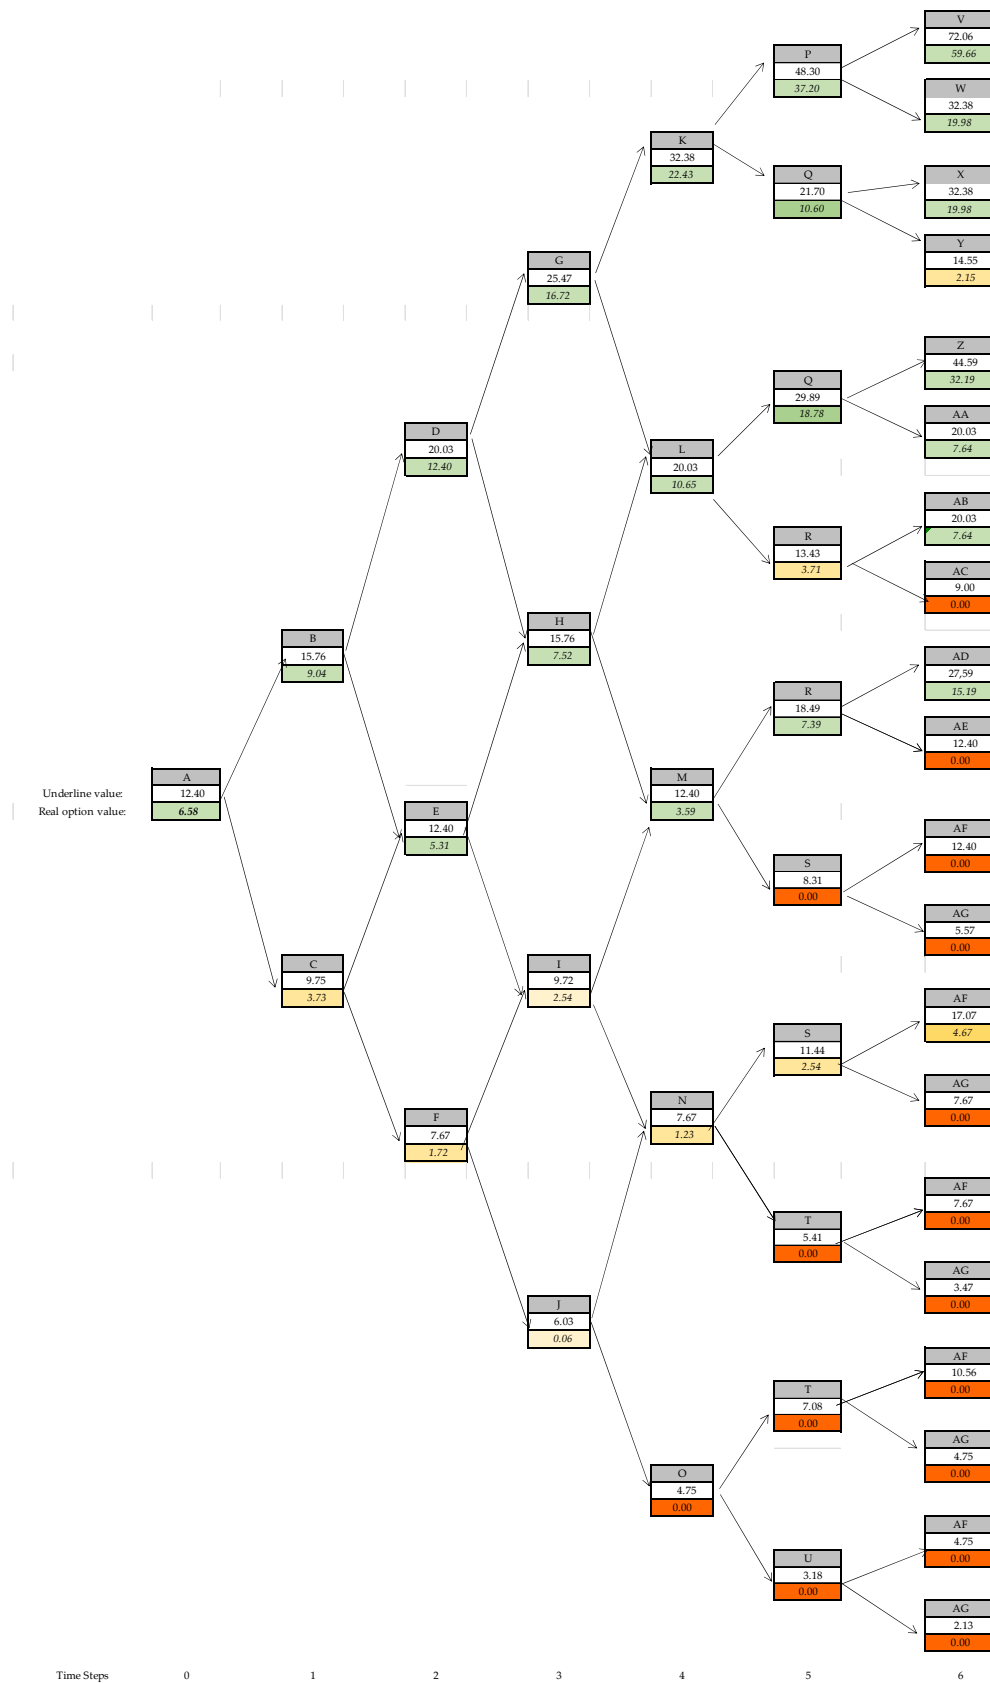 V
72.06
59.66
P
48.30
37.20
W
32.38
19.98
K
32.38
22.43
Q
21.70
10.60
X
32.38
19.98
Y
14.55
2.15
G
25.47
16.72
Z
44.59
32.19
Q
29.89
18.78
AA
20.03
7.64
D
20.03
12.40
L
20.03
10.65
AB
20.03
7.64
R
13.43
3.71
AC
9.00
0.00
H
15.76
7.52
B
15.76
9.04
AD
27,59
15.19
R
18.49
7.39
AE
12.40
0.00
A
Underline value: 12.40
Real option value: 6.58
M
12.40
3.59
E
12.40
5.31
AF
12.40
0.00
S
8.31
0.00
AG
5.57
0.00
C
9.75
3.73
I
9.72
2.54
AF
17.07
4.67
S
11.44
2.54
AG
7.67
0.00
N
7.67
1.23
F
7.67
1.72
AF
7.67
0.00
T
5.41
0.00
AG
3.47
0.00
J
6.03
0.06
AF
10.56
0.00
T
7.08
0.00
AG
4.75
0.00
O
4.75
0.00
AF
4.75
0.00
U
3.18
0.00
AG
2.13
0.00
Time Steps 0 1 2 3 4 5 6